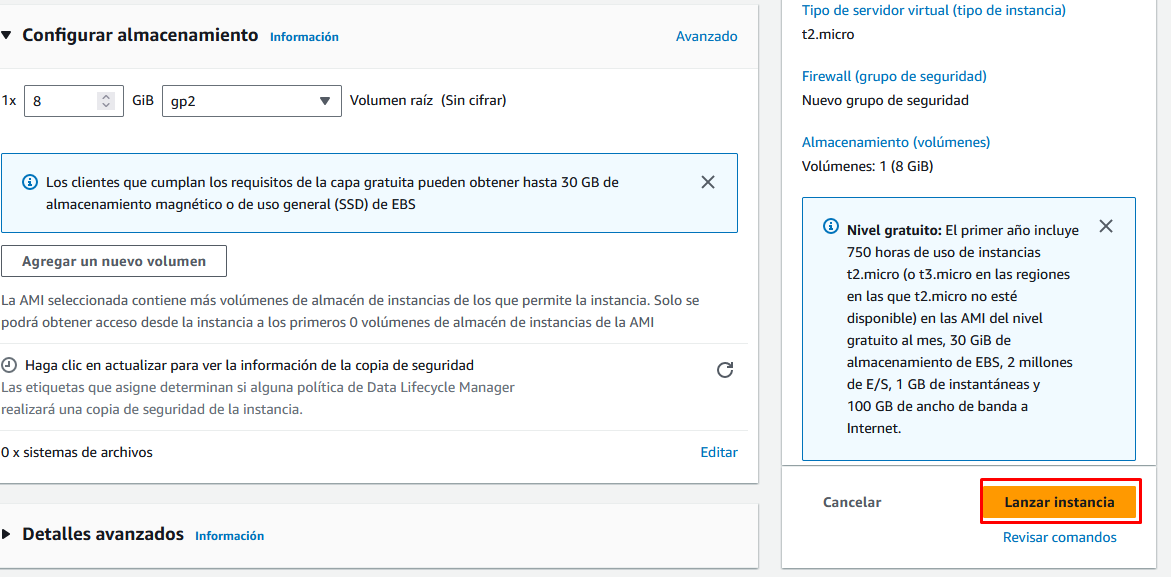 Configurar almacenamiento Información
Avanzado
1x 8 GiB gp2 Volumen raíz (Sin cifrar)
Los clientes que cumplan los requisitos de la capa gratuita pueden obtener hasta 30 GB de
almacenamiento magnético o de uso general (SSD) de EBS
Agregar un nuevo volumen
La AMI seleccionada contiene más volúmenes de almacén de instancias de los que permite la instancia. Solo se
podrá obtener acceso desde la instancia a los primeros 0 volúmenes de almacén de instancias de la AMI
Haga clic en actualizar para ver la información de la copia de seguridad
Las etiquetas que asigne determinan si alguna política de Data Lifecycle Manager
realizará una copia de seguridad de la instancia.
0 x sistemas de archivos
Editar
Detalles avanzados Información
Tipo de servidor virtual (tipo de instancia)
t2.micro
Firewall (grupo de seguridad)
Nuevo grupo de seguridad
Almacenamiento (volúmenes)
Volúmenes: 1 (8 GiB)
Nivel gratuito: El primer año incluye
750 horas de uso de instancias
t2.micro (o t3.micro en las regiones
en las que t2.micro no esté
disponible) en las AMI del nivel
gratuito al mes, 30 GiB de
almacenamiento de EBS, 2 millones
de E/S, 1 GB de instantáneas y
100 GB de ancho de banda a
Internet.
Cancelar
Lanzar instancia
Revisar comandos